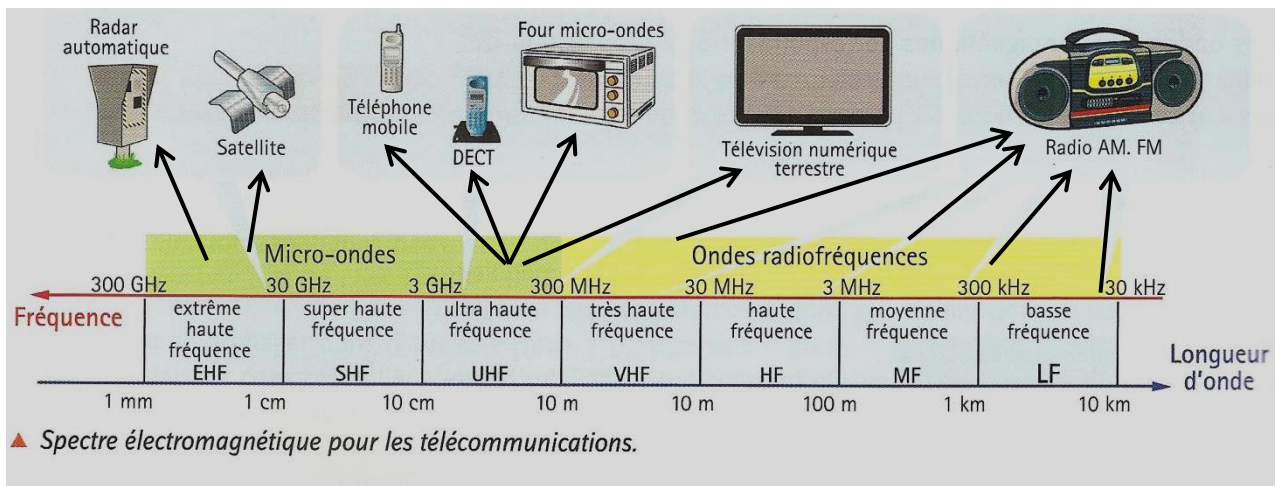 Radar
automatique
Satellite
Téléphone
mobile
DECT
Four micro-ondes
Télévision numérique
terrestre
Radio AM. FM
Micro-ondes
Ondes radiofréquences
300 GHz 30 GHz 3 GHz 300 MHz 30 MHz 3 MHz 300 kHz 30 kHz
Fréquence
extrême
haute
fréquence
EHF
super haute
fréquence
SHF
ultra haute
fréquence
UHF
très haute
fréquence
VHF
haute
fréquence
HF
moyenne
fréquence
MF
basse
fréquence
LF
Longueur
d'onde
1 mm 1 cm 10 cm 10 m 10 m 100 m 1 km 10 km
Spectre électromagnétique pour les télécommunications.